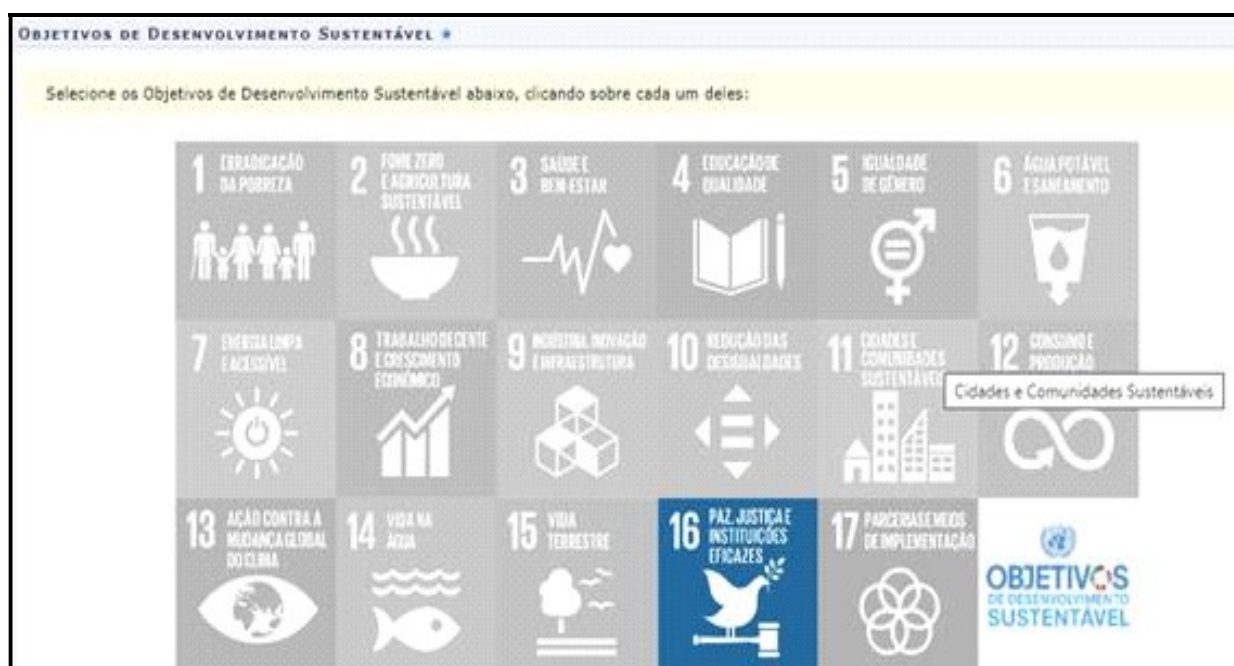 OBJETIVOS DE DESENVOLVIMENTO SUSTENTÁVEL
Selecione os Objetivos de Desenvolvimento Sustentável abaixo, clicando sobre cada um deles:
1 ERRADICAÇÃO
DA POBREZA
2 FOME ZERO
E AGRICULTURA
SUSTENTÁVEL
3 SAÚDE E
BEM-ESTAR
4 EDUCAÇÃO DE
QUALIDADE
5 IGUALDADE
DE GÊNERO
6 ÁGUA POTÁVEL
E SANEAMENTO
7 ENERGIA LIMPA
E ACESSÍVEL
8 TRABALHO DECENTE
E CRESCIMENTO
ECONÔMICO
9 INDÚSTRIA, INOVAÇÃO
E INFRAESTRUTURA
10 REDUÇÃO DAS
DESIGUALDADES
11 CIDADES E
COMUNIDADES
SUSTENTÁVEIS
12 CONSUMO E
PRODUÇÃO
Cidades e Comunidades Sustentáveis
13 AÇÃO CONTRA A
MUDANÇA GLOBAL
DO CLIMA
14 VIDA NA
ÁGUA
15 VIDA
TERRESTRE
16 PAZ, JUSTIÇA E
INSTITUIÇÕES
EFICAZES
17 PARCERIAS E MEIOS
DE IMPLEMENTAÇÃO
OBJETIVOS
DE DESENVOLVIMENTO
SUSTENTÁVEL